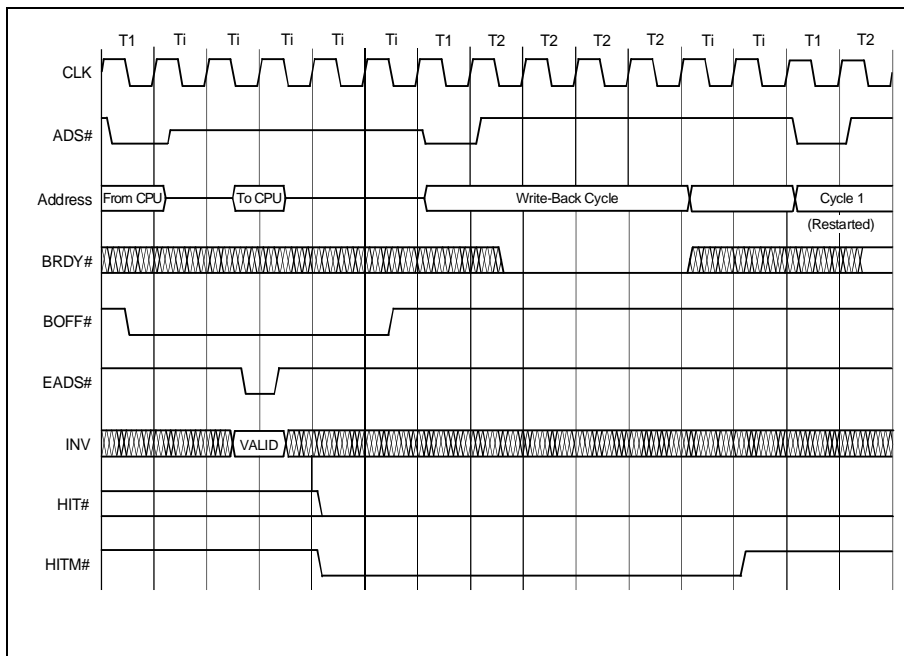 T1 Ti Ti Ti Ti Ti T1 T2 T2 T2 T2 Ti Ti T1 T2
CLK
ADS#
Address From CPU To CPU Write-Back Cycle Cycle 1
(Restarted)
BRDY#
BOFF#
EADS#
INV VALID
HIT#
HITM#